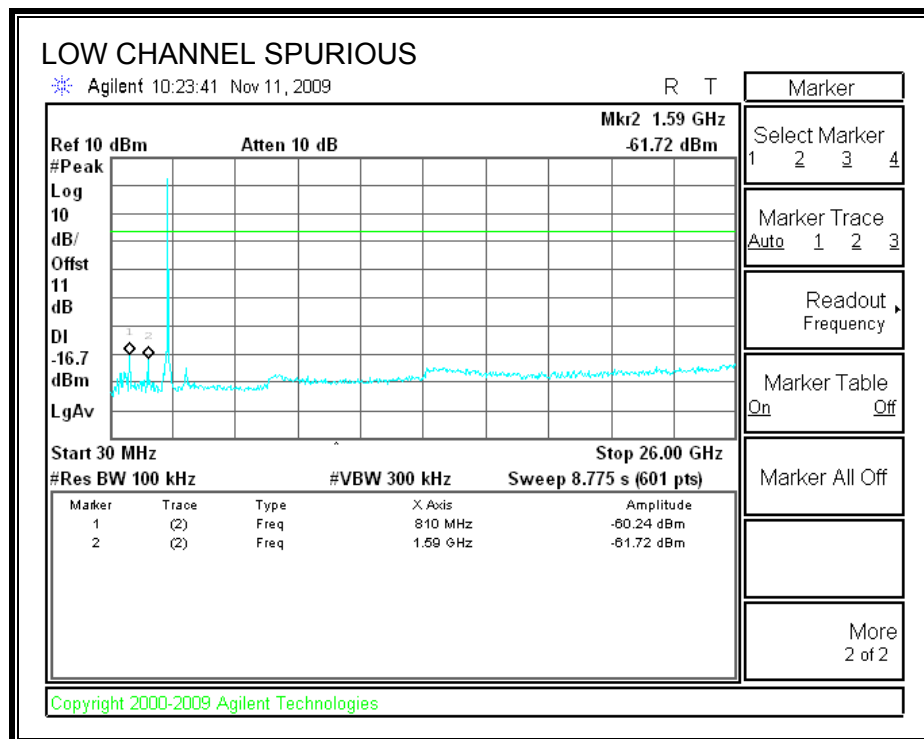 LOW CHANNEL SPURIOUS
Agilent 10:23:41 Nov 11, 2009 R T
Mkr2 1.59 GHz
Ref 10 dBm Atten 10 dB -61.72 dBm
#Peak
Log
10
dB/
Offst
11
dB
DI
-16.7
dBm
LgAv
1 2
Start 30 MHz Stop 26.00 GHz
#Res BW 100 kHz #VBW 300 kHz Sweep 8.775 s (601 pts)
Marker Trace Type X Axis Amplitude
1 (2) Freq 810 MHz -60.24 dBm
2 (2) Freq 1.59 GHz -61.72 dBm
Marker
Select Marker
1 2 3 4
Marker Trace
Auto 1 2 3
Readout
Frequency
Marker Table
On Off
Marker All Off
More
2 of 2
Copyright 2000-2009 Agilent Technologies